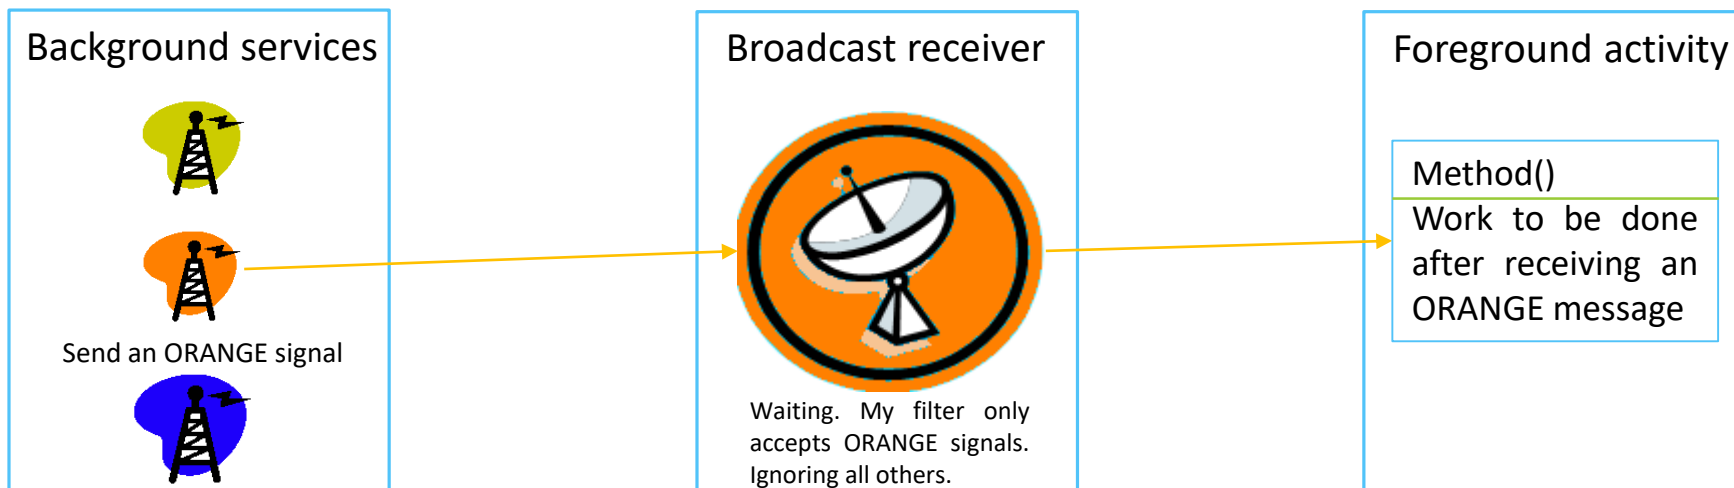 Background services
Send an ORANGE signal
Broadcast receiver
Waiting. My filter only
accepts ORANGE signals.
Ignoring all others.
Foreground activity
Method()
Work to be done
after receiving an
ORANGE message